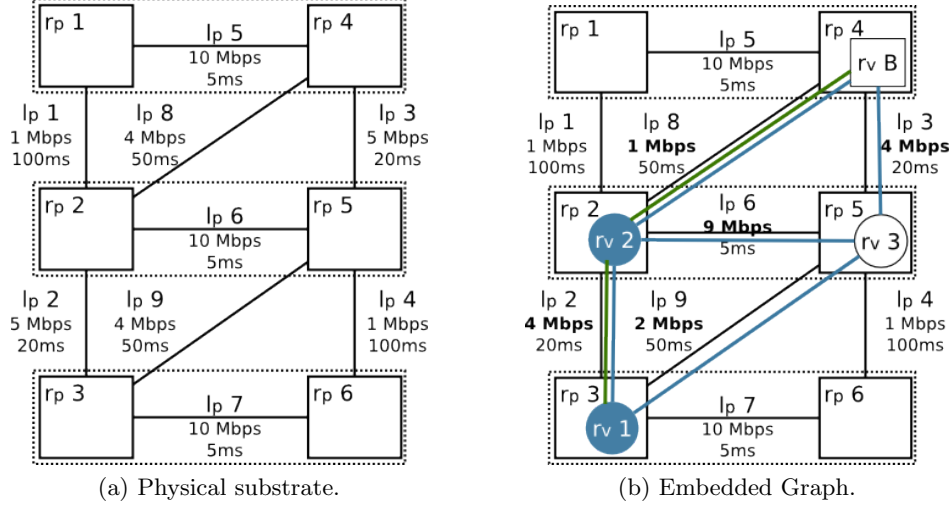 rp 1
lp 5
10 Mbps
5ms
rp 4
lp 1
1 Mbps
100ms
lp 8
4 Mbps
50ms
lp 3
5 Mbps
20ms
rp 2
lp 6
10 Mbps
5ms
rp 5
lp 2
5 Mbps
20ms
lp 9
4 Mbps
50ms
lp 4
1 Mbps
100ms
rp 3
lp 7
10 Mbps
5ms
rp 6
(a) Physical substrate.
rp 1
lp 5
10 Mbps
5ms
rp 4
rv B
lp 1
1 Mbps
100ms
lp 8
1 Mbps
50ms
lp 3
4 Mbps
20ms
rp 2
rv 2
lp 6
9 Mbps
5ms
rp 5
rv 3
lp 2
4 Mbps
20ms
lp 9
2 Mbps
50ms
lp 4
1 Mbps
100ms
rp 3
rv 1
lp 7
10 Mbps
5ms
rp 6
(b) Embedded Graph.